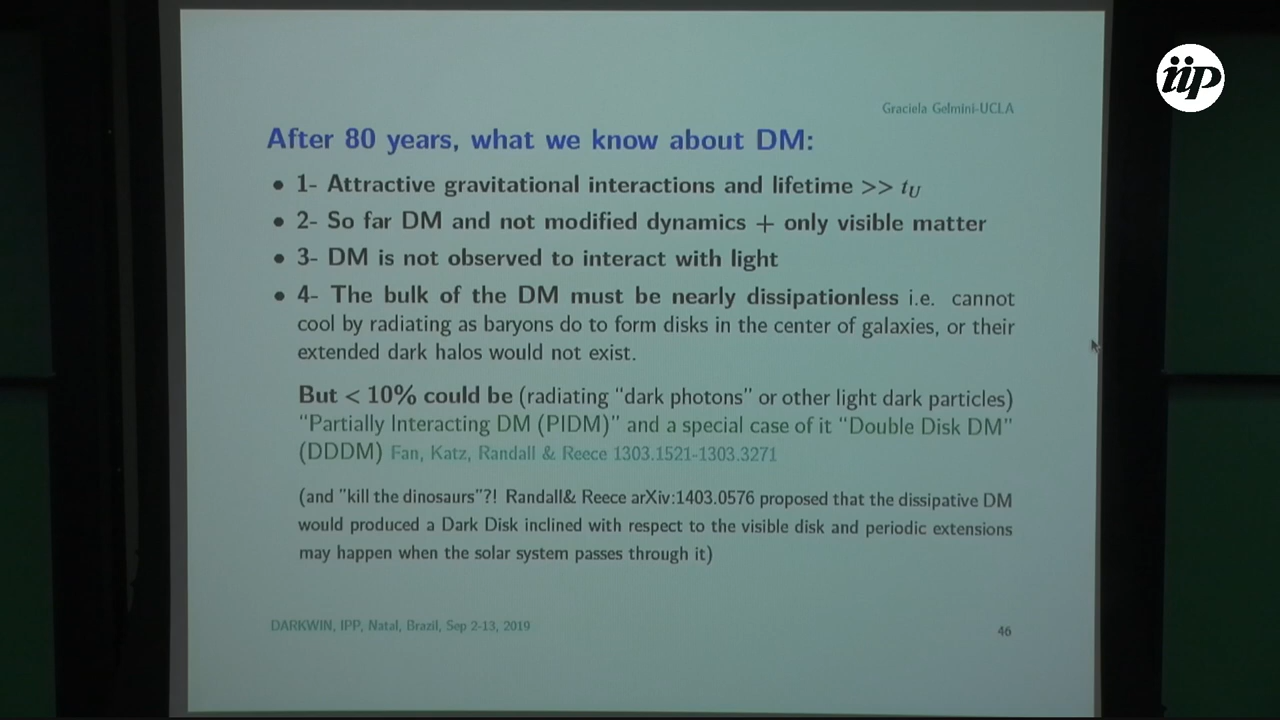 iip
Graciela Gelmini-UCLA
After 80 years, what we know about DM:
• 1- Attractive gravitational interactions and lifetime >> t_U
• 2- So far DM and not modified dynamics + only visible matter
• 3- DM is not observed to interact with light
• 4- The bulk of the DM must be nearly dissipationless i.e. cannot
cool by radiating as baryons do to form disks in the center of galaxies, or their
extended dark halos would not exist.
But < 10% could be (radiating "dark photons" or other light dark particles)
"Partially Interacting DM (PIDM)" and a special case of it "Double Disk DM"
(DDDM) Fan, Katz, Randall & Reece 1303.1521-1303.3271
(and "kill the dinosaurs"?! Randall& Reece arXiv:1403.0576 proposed that the dissipative DM
would produced a Dark Disk inclined with respect to the visible disk and periodic extensions
may happen when the solar system passes through it)
DARKWIN, IPP, Natal, Brazil, Sep 2-13, 2019
46